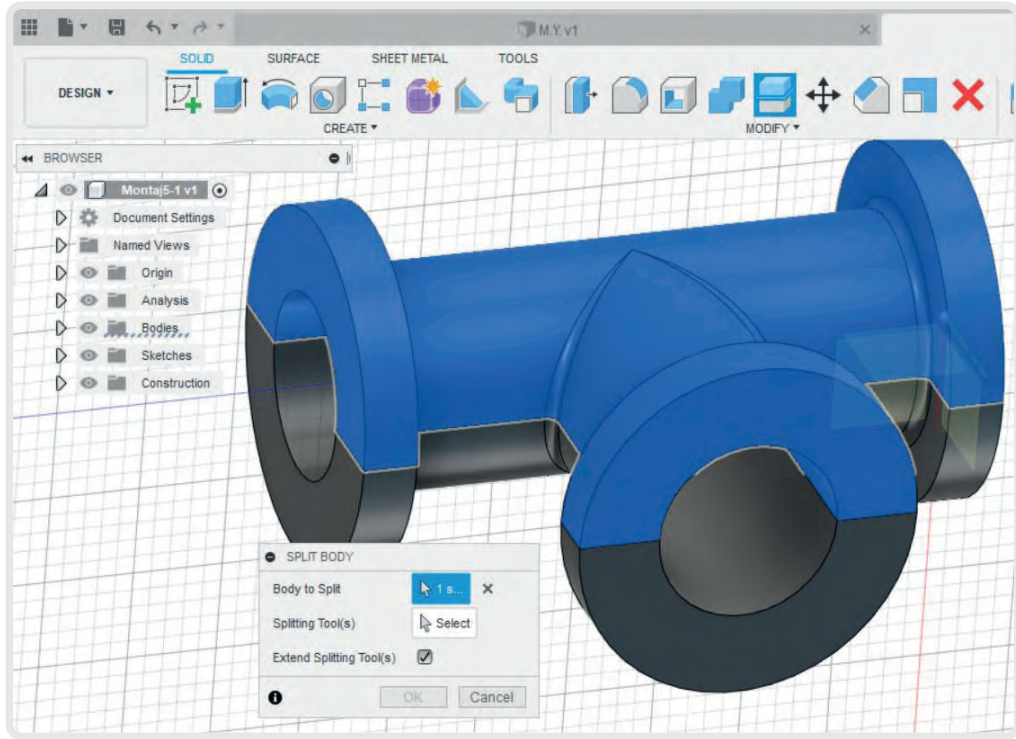 M.Y. v1
SOLID SURFACE SHEET METAL TOOLS
DESIGN
CREATE MODIFY
BROWSER
Montaj5-1 v1
Document Settings
Named Views
Origin
Analysis
Bodies
Sketches
Construction
SPLIT BODY
Body to Split 1 s...
Splitting Tool(s) Select
Extend Splitting Tool(s)
OK Cancel